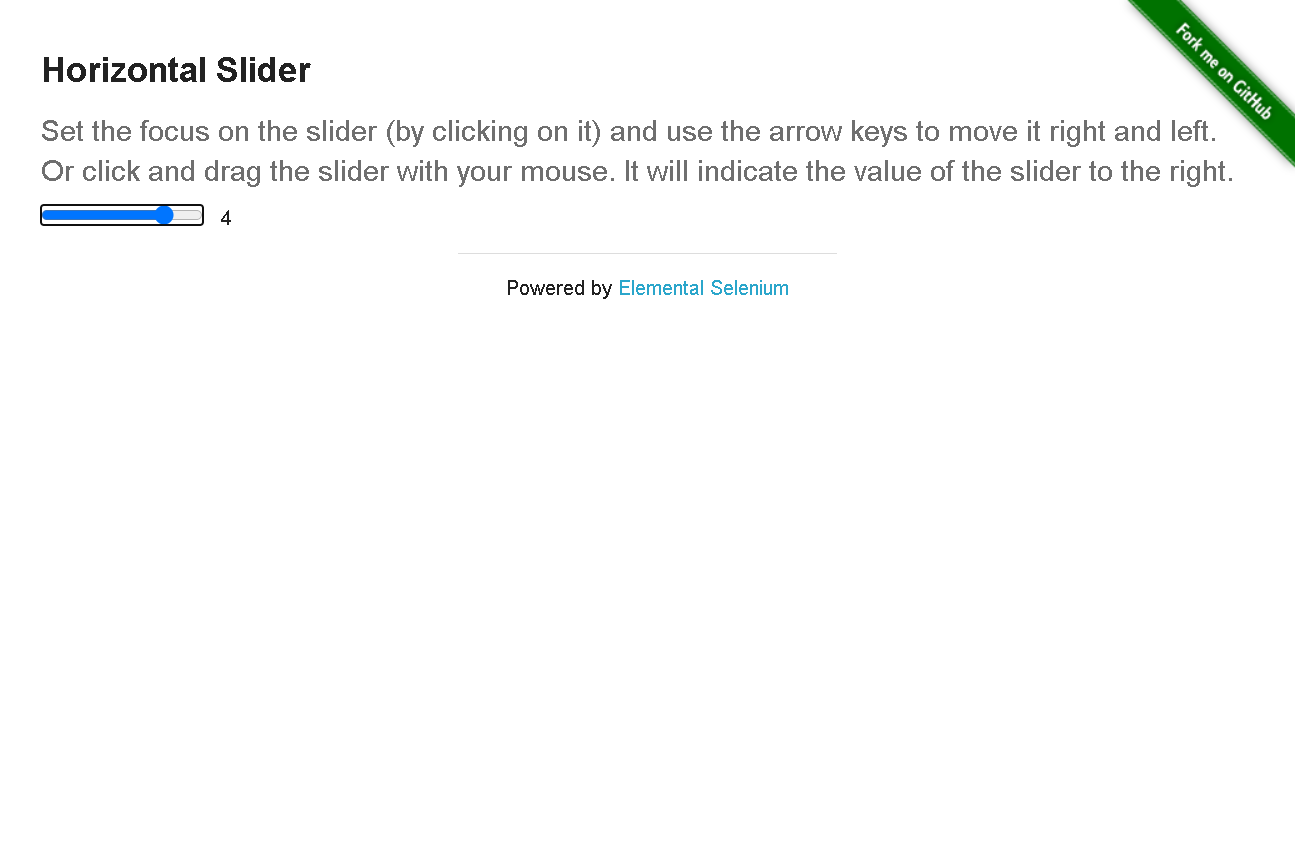 Fork me on GitHub
Horizontal Slider
Set the focus on the slider (by clicking on it) and use the arrow keys to move it right and left.
Or click and drag the slider with your mouse. It will indicate the value of the slider to the right.
4
Powered by Elemental Selenium